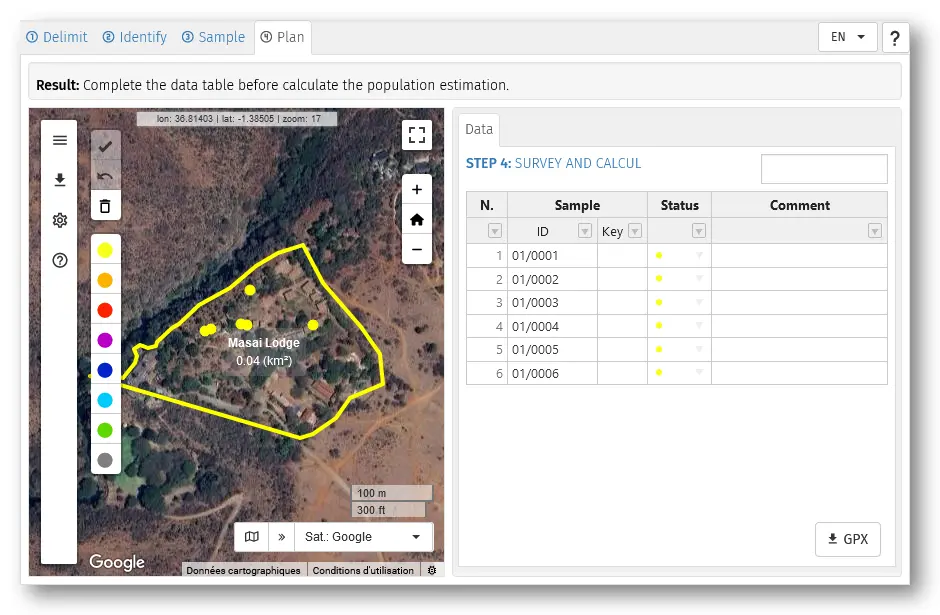 ① Delimit ② Identify ③ Sample ④ Plan EN ?
Result: Complete the data table before calculate the population estimation.
lon: 36.81403 | lat: -1.38505 | zoom: 17
Masai Lodge
0.04 (km²)
100 m
300 ft
» Sat.: Google
Google
Données cartographiques Conditions d'utilisation
Data
STEP 4: SURVEY AND CALCUL
N. Sample Status Comment
ID Key
1 01/0001
2 01/0002
3 01/0003
4 01/0004
5 01/0005
6 01/0006
GPX